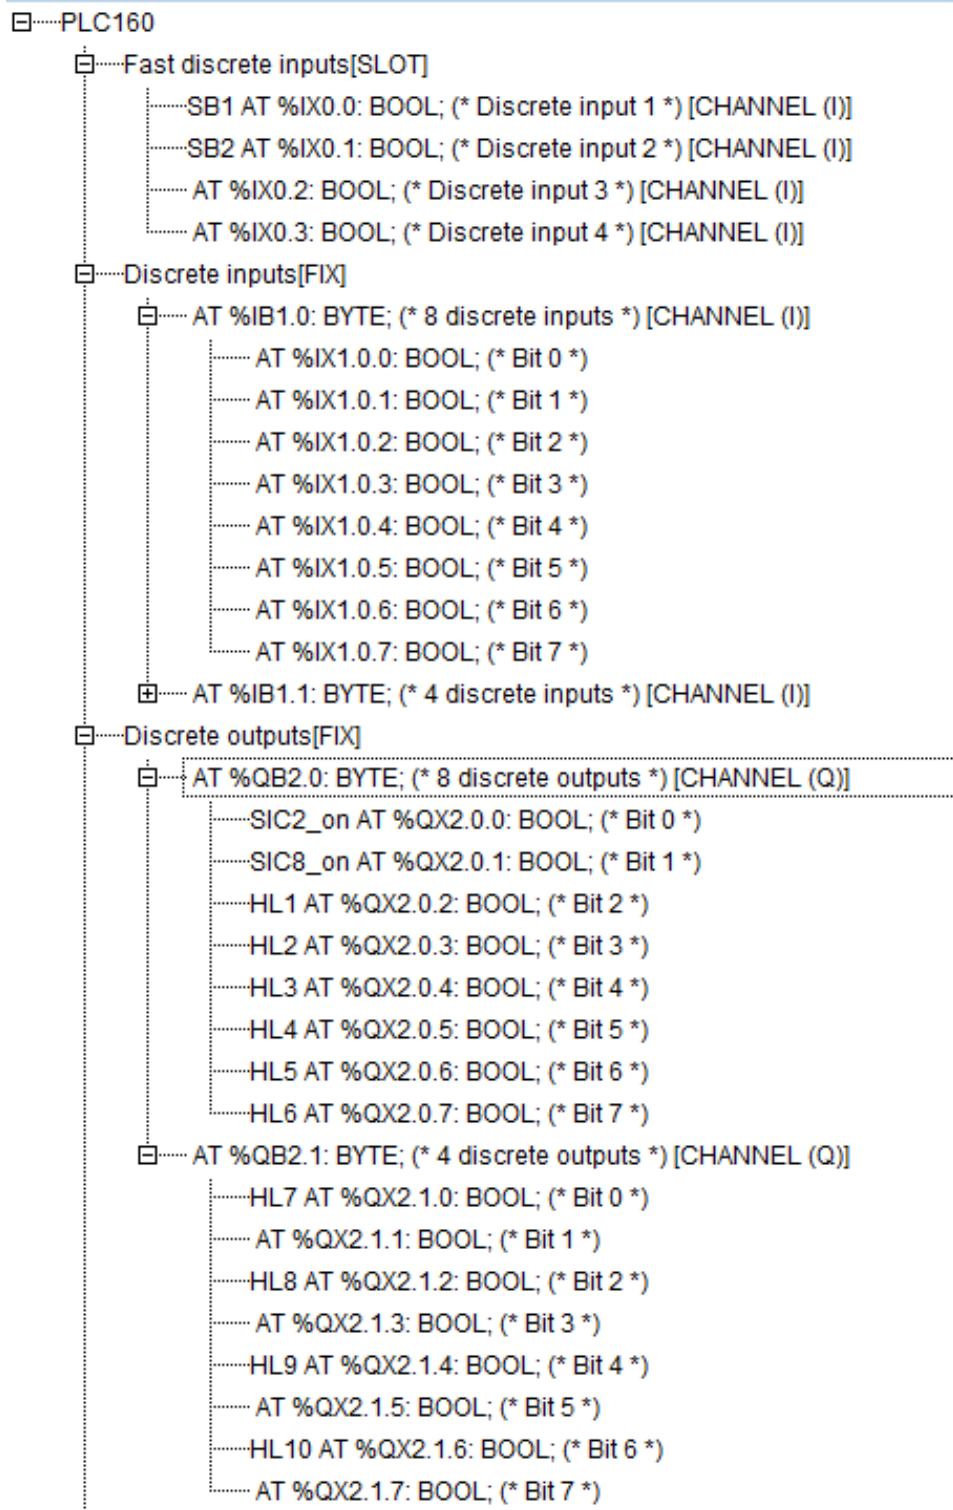 PLC160
Fast discrete inputs[SLOT]
SB1 AT %IX0.0: BOOL; (* Discrete input 1 *) [CHANNEL (I)]
SB2 AT %IX0.1: BOOL; (* Discrete input 2 *) [CHANNEL (I)]
AT %IX0.2: BOOL; (* Discrete input 3 *) [CHANNEL (I)]
AT %IX0.3: BOOL; (* Discrete input 4 *) [CHANNEL (I)]
Discrete inputs[FIX]
AT %IB1.0: BYTE; (* 8 discrete inputs *) [CHANNEL (I)]
AT %IX1.0.0: BOOL; (* Bit 0 *)
AT %IX1.0.1: BOOL; (* Bit 1 *)
AT %IX1.0.2: BOOL; (* Bit 2 *)
AT %IX1.0.3: BOOL; (* Bit 3 *)
AT %IX1.0.4: BOOL; (* Bit 4 *)
AT %IX1.0.5: BOOL; (* Bit 5 *)
AT %IX1.0.6: BOOL; (* Bit 6 *)
AT %IX1.0.7: BOOL; (* Bit 7 *)
AT %IB1.1: BYTE; (* 4 discrete inputs *) [CHANNEL (I)]
Discrete outputs[FIX]
AT %QB2.0: BYTE; (* 8 discrete outputs *) [CHANNEL (Q)]
SIC2_on AT %QX2.0.0: BOOL; (* Bit 0 *)
SIC8_on AT %QX2.0.1: BOOL; (* Bit 1 *)
HL1 AT %QX2.0.2: BOOL; (* Bit 2 *)
HL2 AT %QX2.0.3: BOOL; (* Bit 3 *)
HL3 AT %QX2.0.4: BOOL; (* Bit 4 *)
HL4 AT %QX2.0.5: BOOL; (* Bit 5 *)
HL5 AT %QX2.0.6: BOOL; (* Bit 6 *)
HL6 AT %QX2.0.7: BOOL; (* Bit 7 *)
AT %QB2.1: BYTE; (* 4 discrete outputs *) [CHANNEL (Q)]
HL7 AT %QX2.1.0: BOOL; (* Bit 0 *)
AT %QX2.1.1: BOOL; (* Bit 1 *)
HL8 AT %QX2.1.2: BOOL; (* Bit 2 *)
AT %QX2.1.3: BOOL; (* Bit 3 *)
HL9 AT %QX2.1.4: BOOL; (* Bit 4 *)
AT %QX2.1.5: BOOL; (* Bit 5 *)
HL10 AT %QX2.1.6: BOOL; (* Bit 6 *)
AT %QX2.1.7: BOOL; (* Bit 7 *)